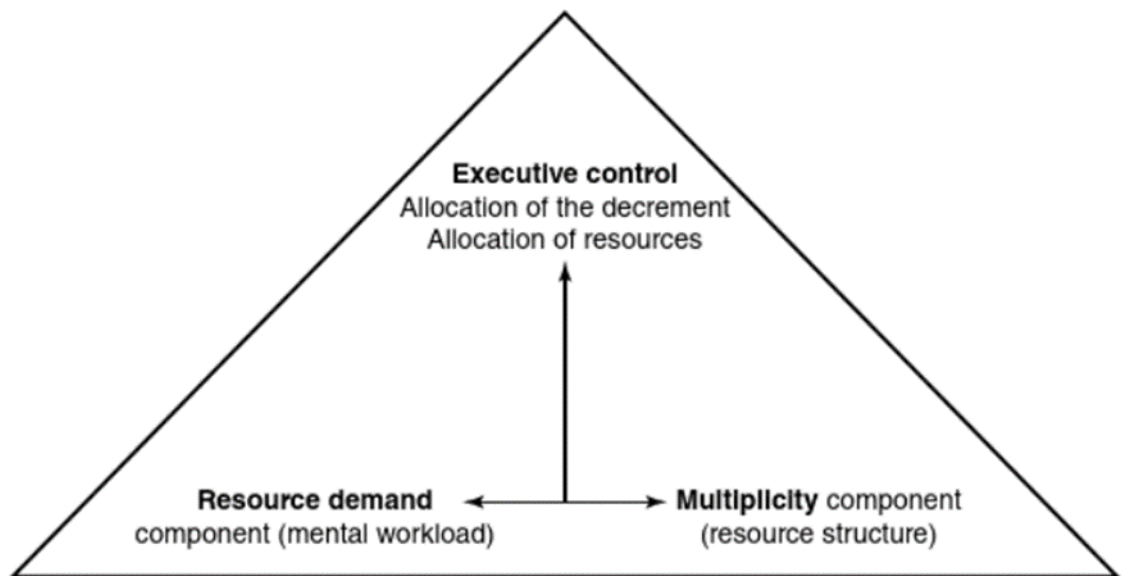 Executive control
Allocation of the decrement
Allocation of resources
Resource demand
component (mental workload)
Multiplicity component
(resource structure)